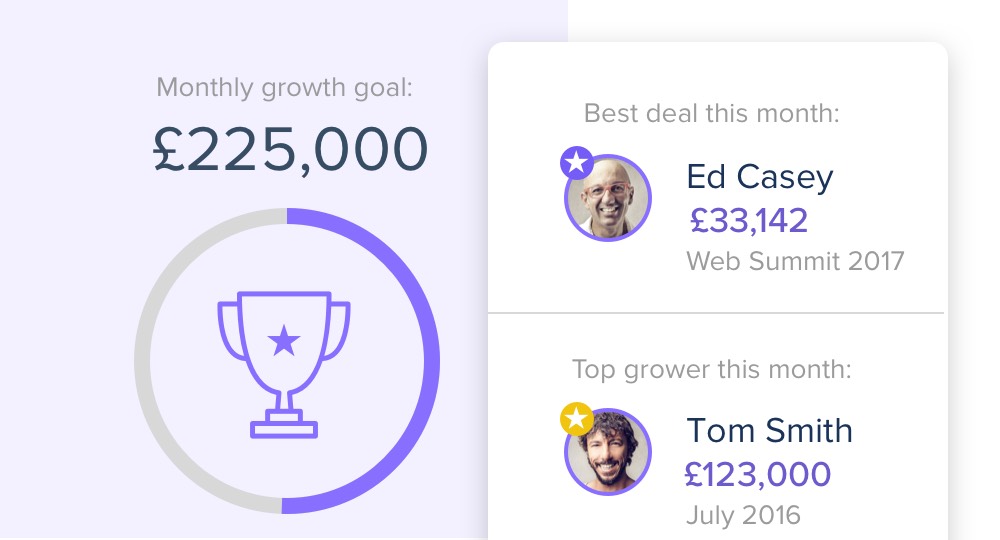 Monthly growth goal:
£225,000
Best deal this month:
Ed Casey
£33,142
Web Summit 2017
Top grower this month:
Tom Smith
£123,000
July 2016